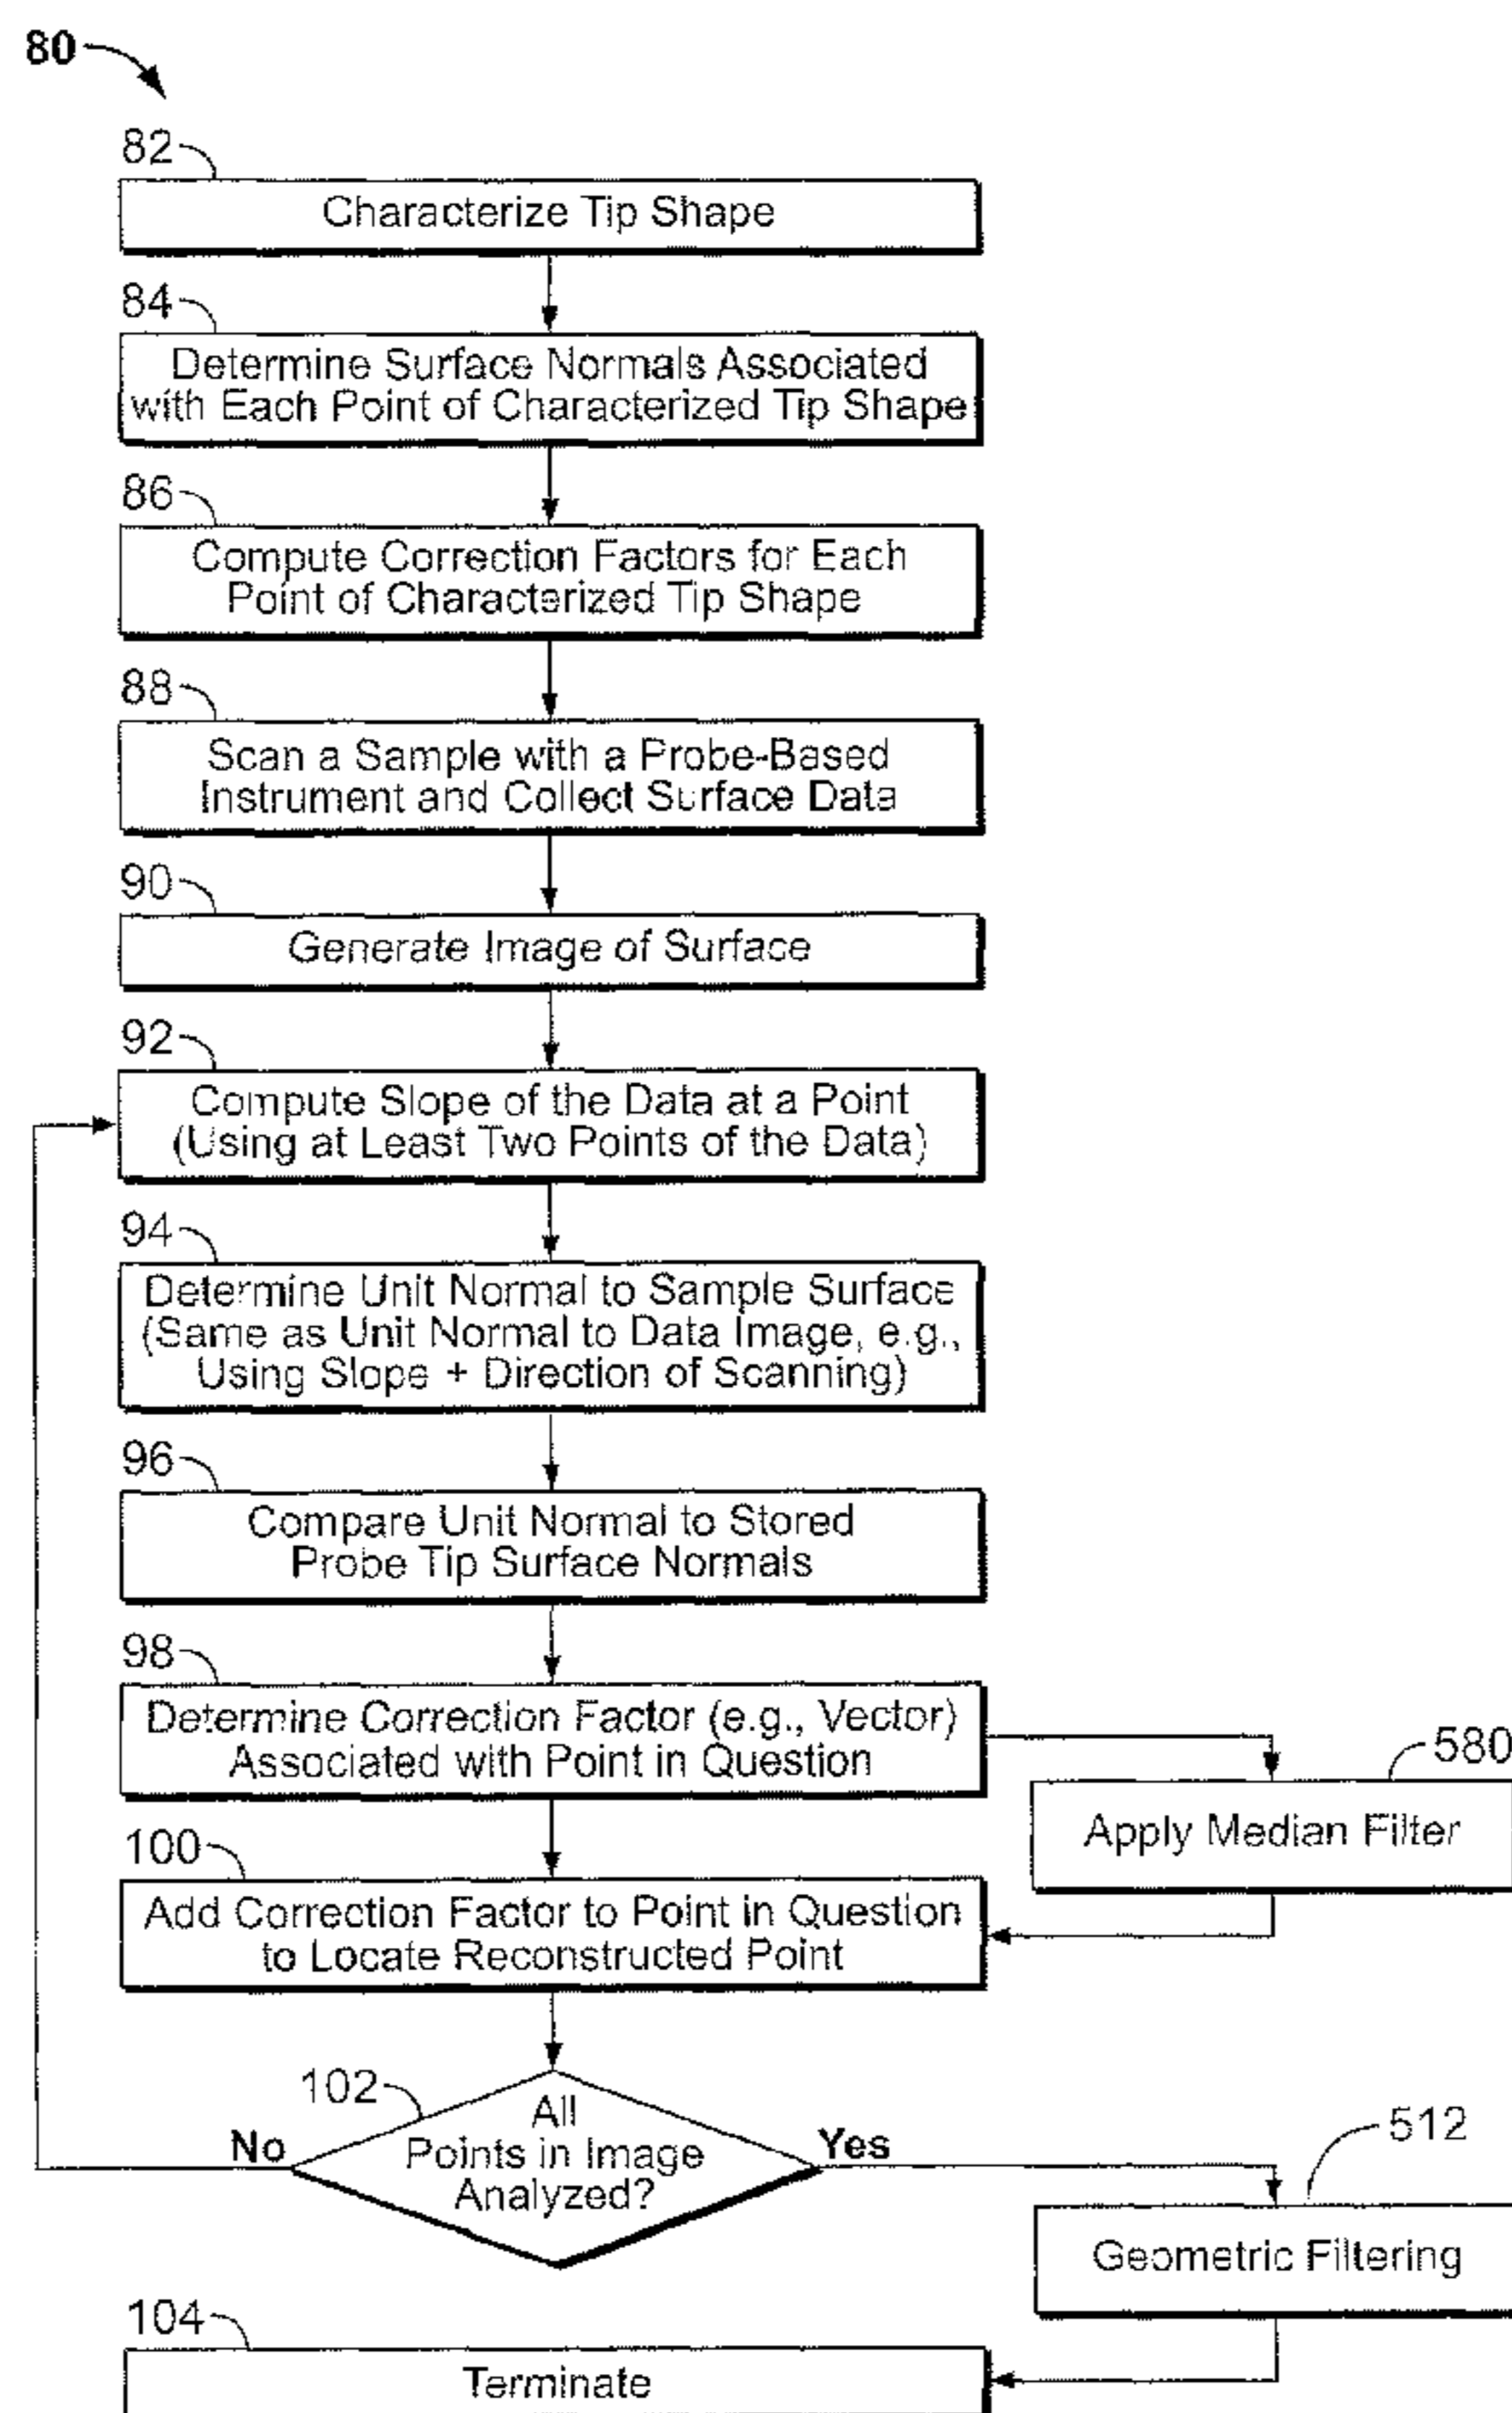 80
82
Characterize Tip Shape
84
Determine Surface Normals Associated
with Each Point of Characterized Tip Shape
86
Compute Correction Factors for Each
Point of Characterized Tip Shape
88
Scan a Sample with a Probe-Based
Instrument and Collect Surface Data
90
Generate Image of Surface
92
Compute Slope of the Data at a Point
(Using at Least Two Points of the Data)
94
Determine Unit Normal to Sample Surface
(Same as Unit Normal to Data Image, e.g.,
Using Slope + Direction of Scanning)
96
Compare Unit Normal to Stored
Probe Tip Surface Normals
98
Determine Correction Factor (e.g., Vector)
Associated with Point in Question
580
Apply Median Filter
100
Add Correction Factor to Point in Question
to Locate Reconstructed Point
102
All
Points in Image
Analyzed?
No
Yes
512
Geometric Filtering
104
Terminate